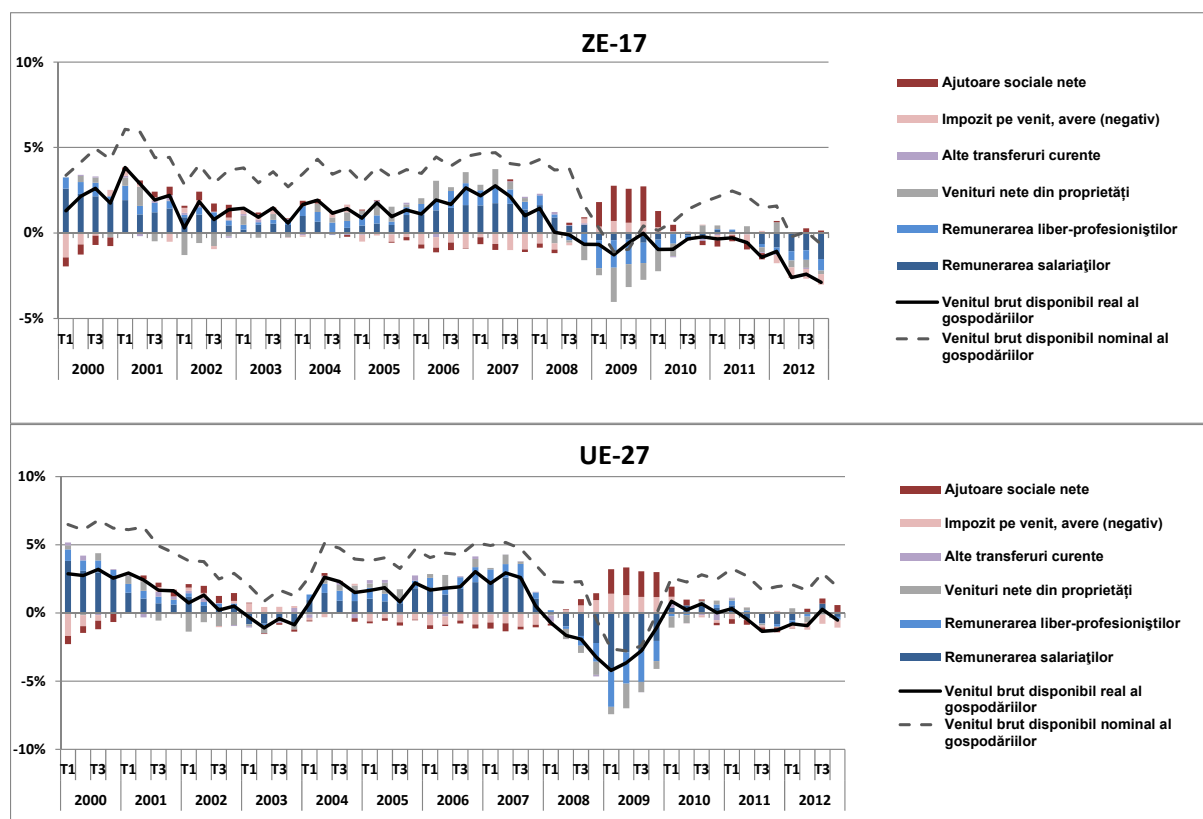 ZE-17
10%
5%
0%
-5%
Ajutoare sociale nete
Impozit pe venit, avere (negativ)
Alte transferuri curente
Venituri nete din proprietăți
Remunerarea liber-profesioniştilor
Remunerarea salariaţilor
Venitul brut disponibil real al
gospodăriilor
Venitul brut disponibil nominal al
gospodăriilor
T1 T3 T1 T3 T1 T3 T1 T3 T1 T3 T1 T3 T1 T3 T1 T3 T1 T3 T1 T3 T1 T3 T1 T3 T1 T3
2000 2001 2002 2003 2004 2005 2006 2007 2008 2009 2010 2011 2012
UE-27
10%
5%
0%
-5%
-10%
Ajutoare sociale nete
Impozit pe venit, avere (negativ)
Alte transferuri curente
Venituri nete din proprietăți
Remunerarea liber-profesioniştilor
Remunerarea salariaţilor
Venitul brut disponibil real al
gospodăriilor
Venitul brut disponibil nominal al
gospodăriilor
T1 T3 T1 T3 T1 T3 T1 T3 T1 T3 T1 T3 T1 T3 T1 T3 T1 T3 T1 T3 T1 T3 T1 T3 T1 T3
2000 2001 2002 2003 2004 2005 2006 2007 2008 2009 2010 2011 2012